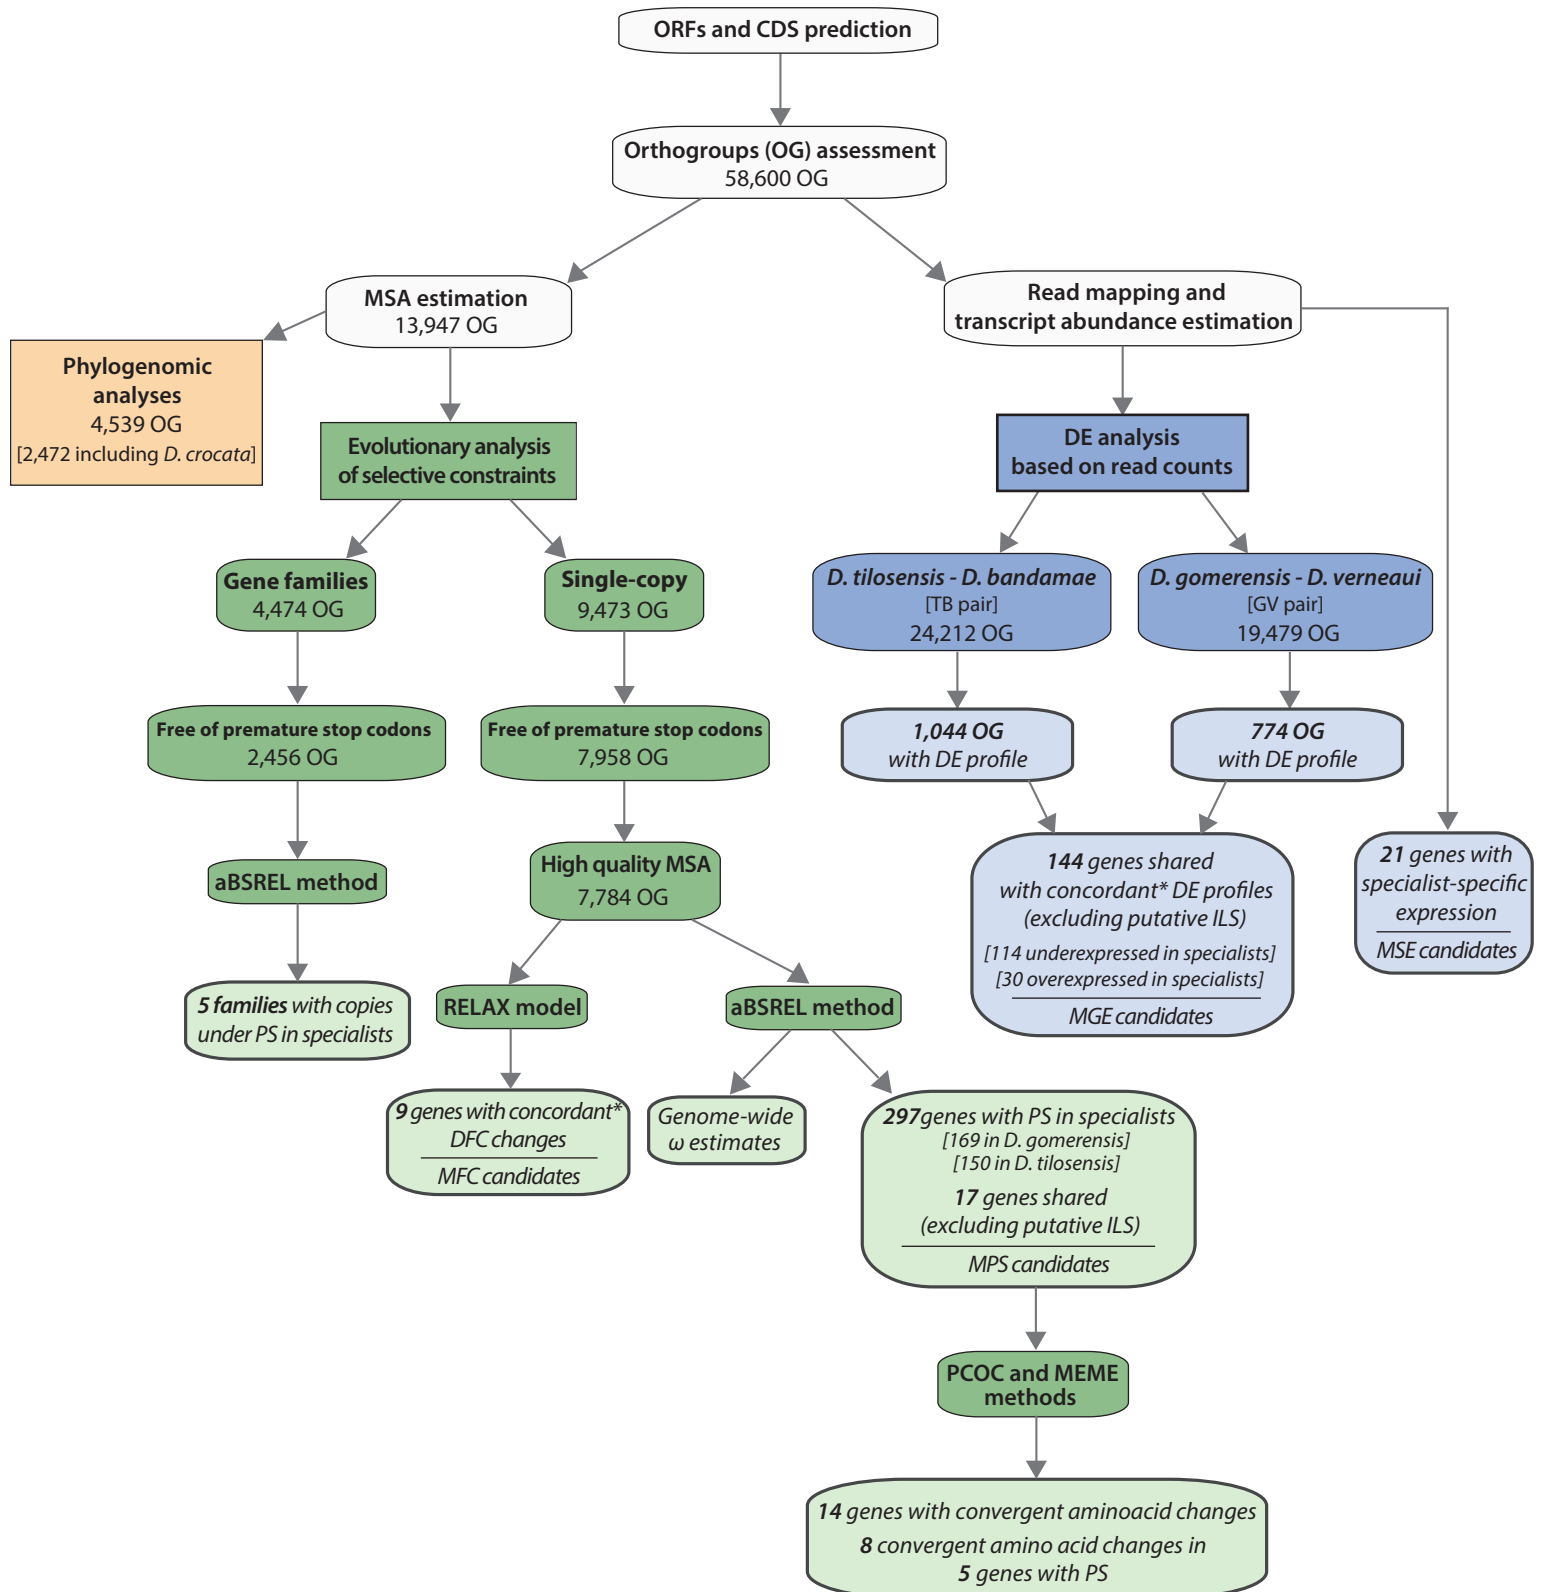 ORFs and CDS prediction
Orthogroups (OG) assessment
58,600 OG
MSA estimation
13,947 OG
Read mapping and
transcript abundance estimation
Phylogenomic
analyses
4,539 OG
[2,472 including D. crocata]
Evolutionary analysis
of selective constraints
DE analysis
based on read counts
Gene families
4,474 OG
Single-copy
9,473 OG
D. tilosensis - D. bandamae
[TB pair]
24,212 OG
D. gomerensis - D. verneaui
[GV pair]
19,479 OG
Free of premature stop codons
2,456 OG
Free of premature stop codons
7,958 OG
1,044 OG
with DE profile
774 OG
with DE profile
aBSREL method
High quality MSA
7,784 OG
144 genes shared
with concordant* DE profiles
(excluding putative ILS)
[114 underexpressed in specialists]
[30 overexpressed in specialists]
MGE candidates
21 genes with
specialist-specific
expression
MSE candidates
5 families with copies
under PS in specialists
RELAX model
aBSREL method
9 genes with concordant*
DFC changes
MFC candidates
Genome-wide
ω estimates
297genes with PS in specialists
[169 in D. gomerensis]
[150 in D. tilosensis]
17 genes shared
(excluding putative ILS)
MPS candidates
PCOC and MEME
methods
14 genes with convergent aminoacid changes
8 convergent amino acid changes in
5 genes with PS